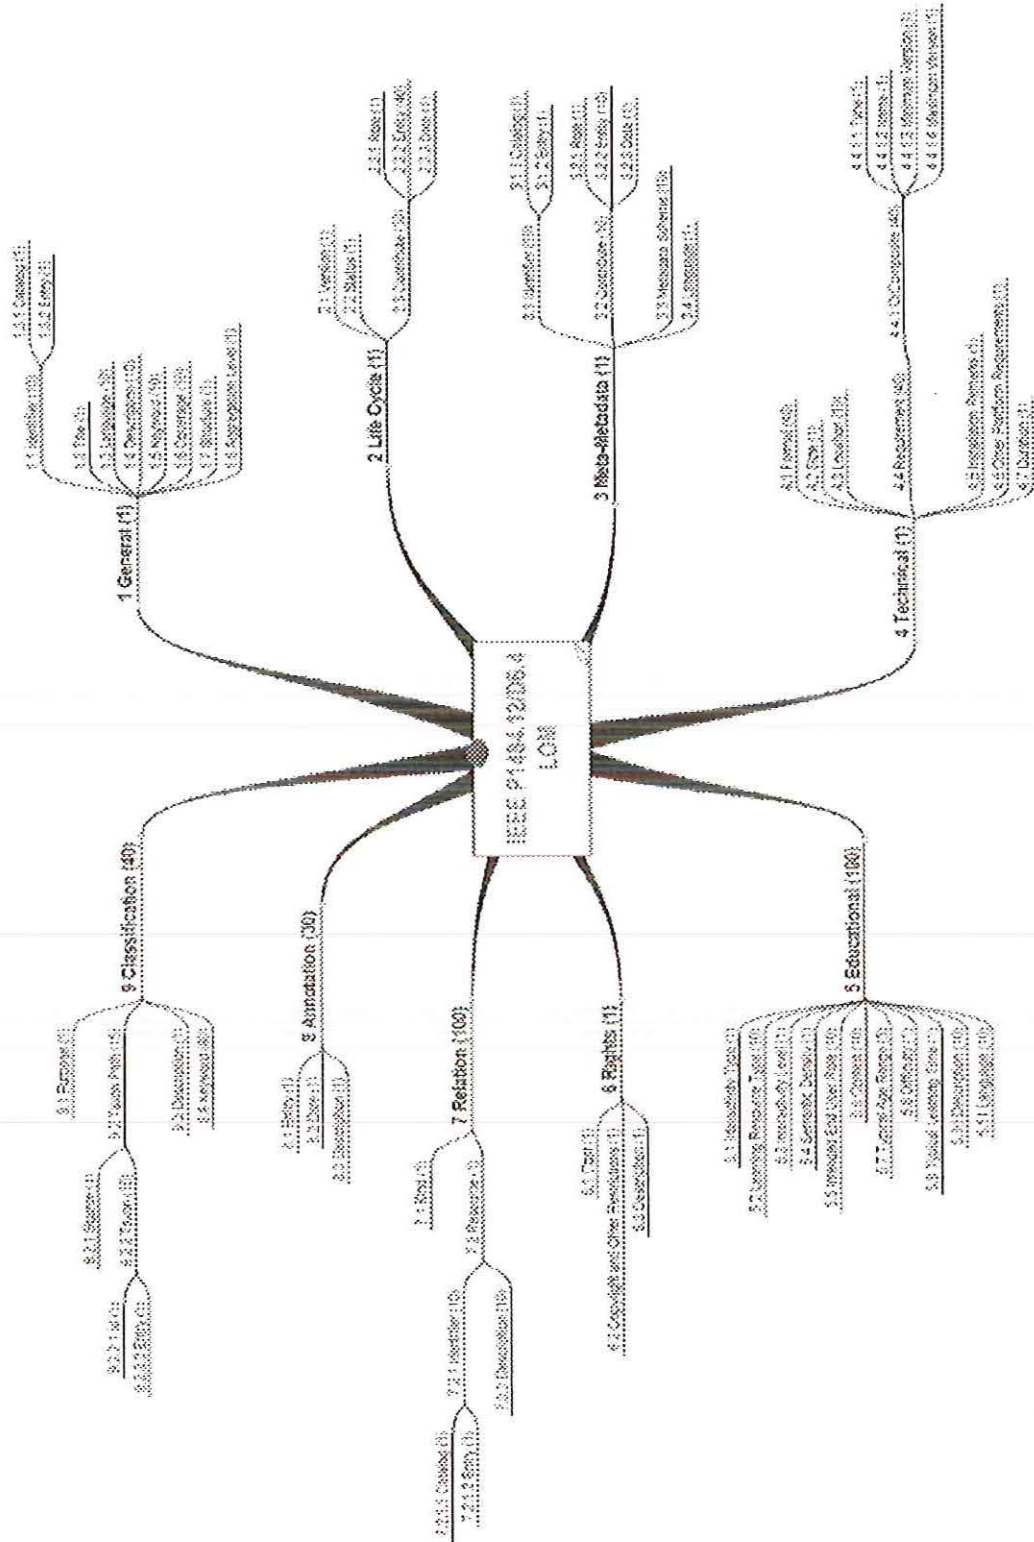 IEEE P1484.12/D6.4
LOM
1 General (1)
1.1 Identifier (10)
1.1.1 Catalog (1)
1.1.2 Entry (1)
1.2 Title (1)
1.3 Language (10)
1.4 Description (10)
1.5 Keyword (10)
1.6 Coverage (10)
1.7 Structure (1)
1.8 Aggregation Level (1)
2 Life Cycle (1)
2.1 Version (1)
2.2 Status (1)
2.3 Contribute (30)
2.3.1 Role (1)
2.3.2 Entity (40)
2.3.3 Date (1)
3 Meta-Metadata (1)
3.1 Identifier (10)
3.1.1 Catalog (1)
3.1.2 Entry (1)
3.2 Contribute (10)
3.2.1 Role (1)
3.2.2 Entity (10)
3.2.3 Date (1)
3.3 Metadata Scheme (10)
3.4 Language (1)
4 Technical (1)
4.1 Format (40)
4.2 Size (1)
4.3 Location (10)
4.4 Requirement (40)
4.4.1 OrComposite (40)
4.4.1.1 Type (1)
4.4.1.2 Name (1)
4.4.1.3 Minimum Version (1)
4.4.1.4 Maximum Version (1)
4.5 Installation Remarks (1)
4.6 Other Platform Requirements (1)
4.7 Duration (1)
5 Educational (100)
5.1 Interactivity Type (1)
5.2 Learning Resource Type (10)
5.3 Interactivity Level (1)
5.4 Semantic Density (1)
5.5 Intended End User Role (10)
5.6 Context (10)
5.7 Typical Age Range (5)
5.8 Difficulty (1)
5.9 Typical Learning Time (1)
5.10 Description (10)
5.11 Language (10)
6 Rights (1)
6.1 Cost (1)
6.2 Copyright and Other Restrictions (1)
6.3 Description (1)
7 Relation (100)
7.1 Kind (1)
7.2 Resource (1)
7.2.1 Identifier (10)
7.2.1.1 Catalog (1)
7.2.1.2 Entry (1)
7.2.2 Description (10)
8 Annotation (30)
8.1 Entity (1)
8.2 Date (1)
8.3 Description (1)
9 Classification (40)
9.1 Purpose (1)
9.2 Taxon Path (15)
9.2.1 Source (1)
9.2.2 Taxon (15)
9.2.2.1 Id (1)
9.2.2.2 Entry (1)
9.3 Description (1)
9.4 Keyword (40)